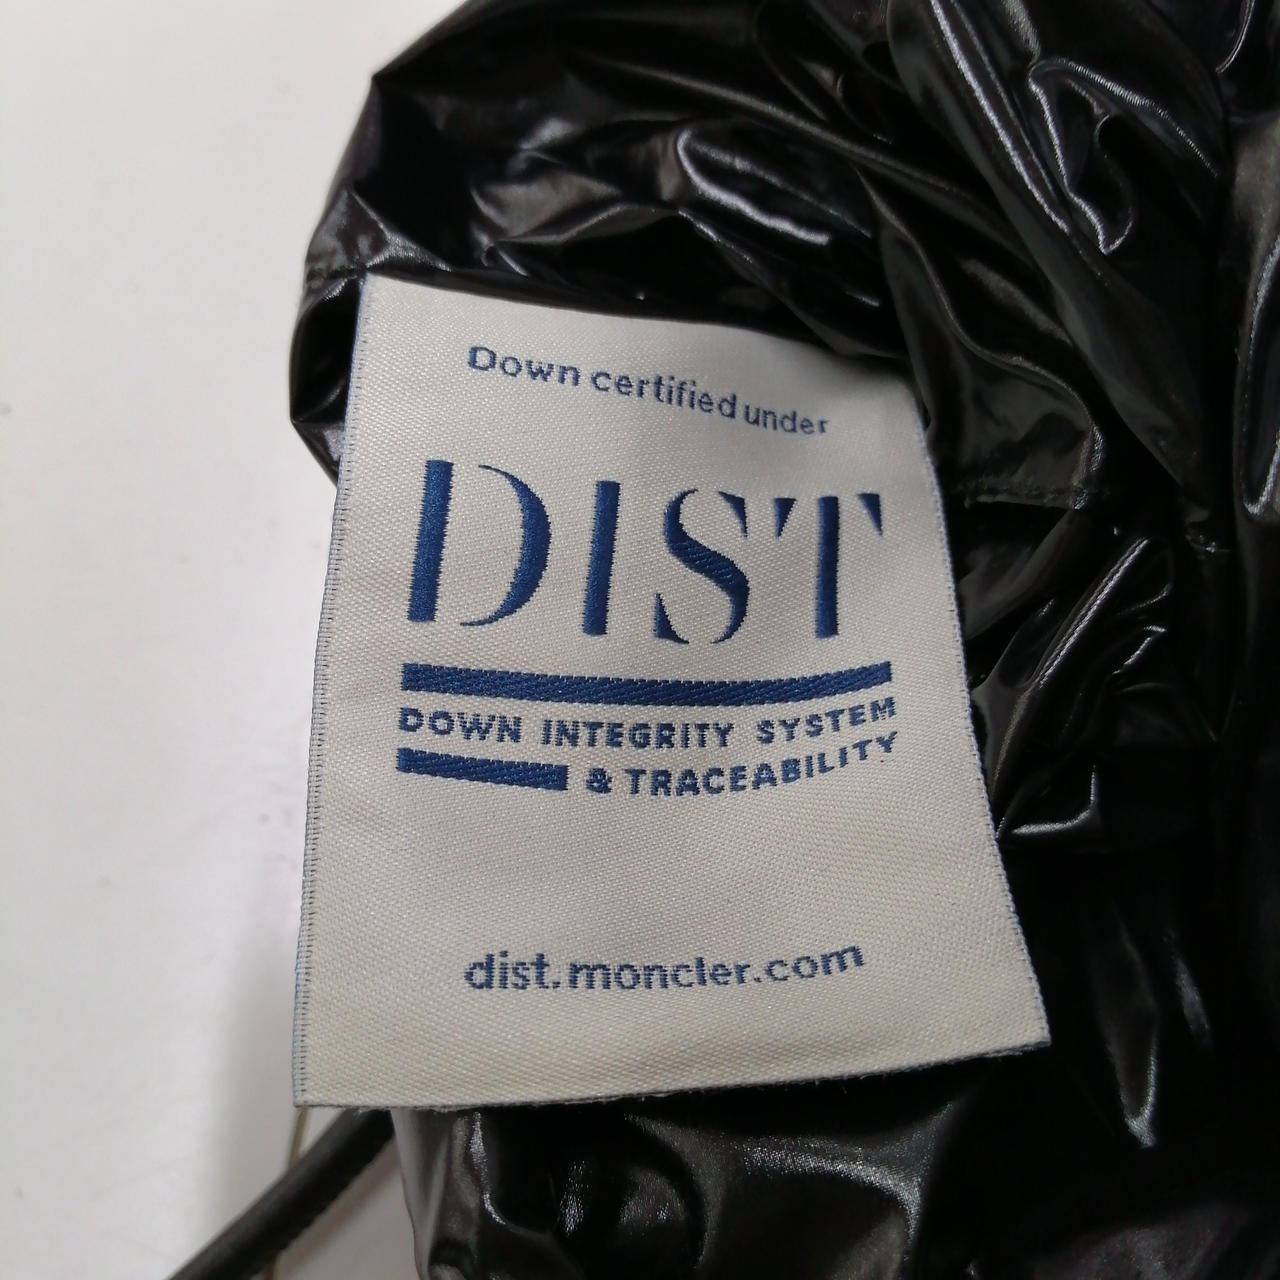 Down certified under
DIST
DOWN INTEGRITY SYSTEM
& TRACEABILITY
dist.moncler.com